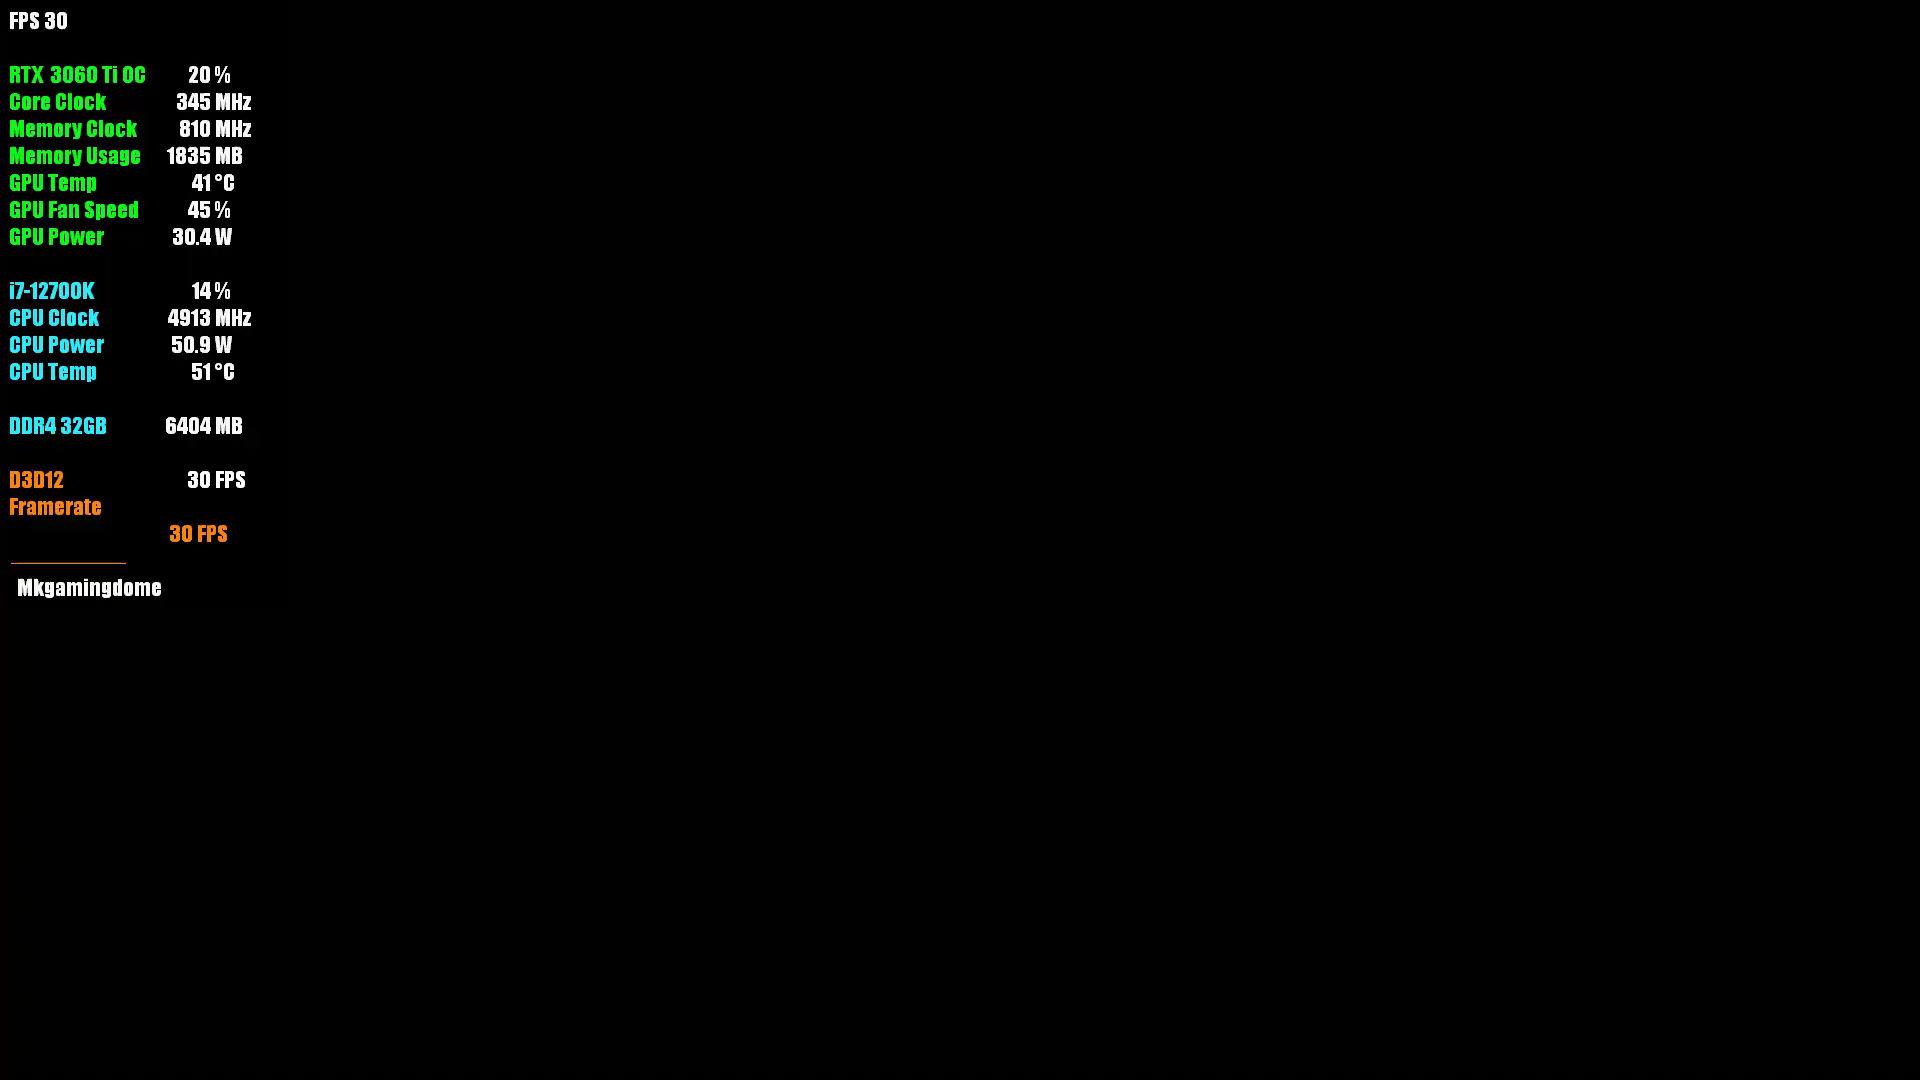 FPS 30
RTX 3060 Ti OC 20 %
Core Clock 345 MHz
Memory Clock 810 MHz
Memory Usage 1835 MB
GPU Temp 41 °C
GPU Fan Speed 45 %
GPU Power 30.4 W
i7-12700K 14 %
CPU Clock 4913 MHz
CPU Power 50.9 W
CPU Temp 51 °C
DDR4 32GB 6404 MB
D3D12 30 FPS
Framerate
30 FPS
Mkgamingdome